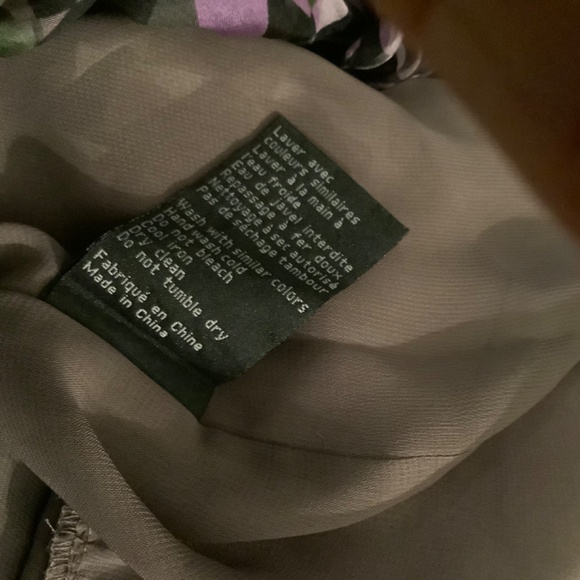 Laver avec
couleurs similaires
Laver à la main à
l'eau froide
Eau de javel interdite
Repassage à fer doux
Nettoyage à sec autorisé
Pas de séchage tambour
Wash with similar colors
Hand wash cold
Do not bleach
Cool iron
Dry clean
Do not tumble dry
Fabriqué en Chine
Made in China